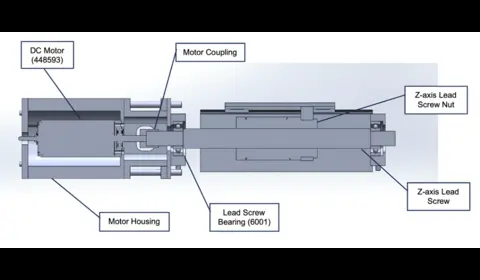 DC Motor
(448593)
Motor Coupling
Z-axis Lead
Screw Nut
Z-axis Lead
Screw
Lead Screw
Bearing (6001)
Motor Housing